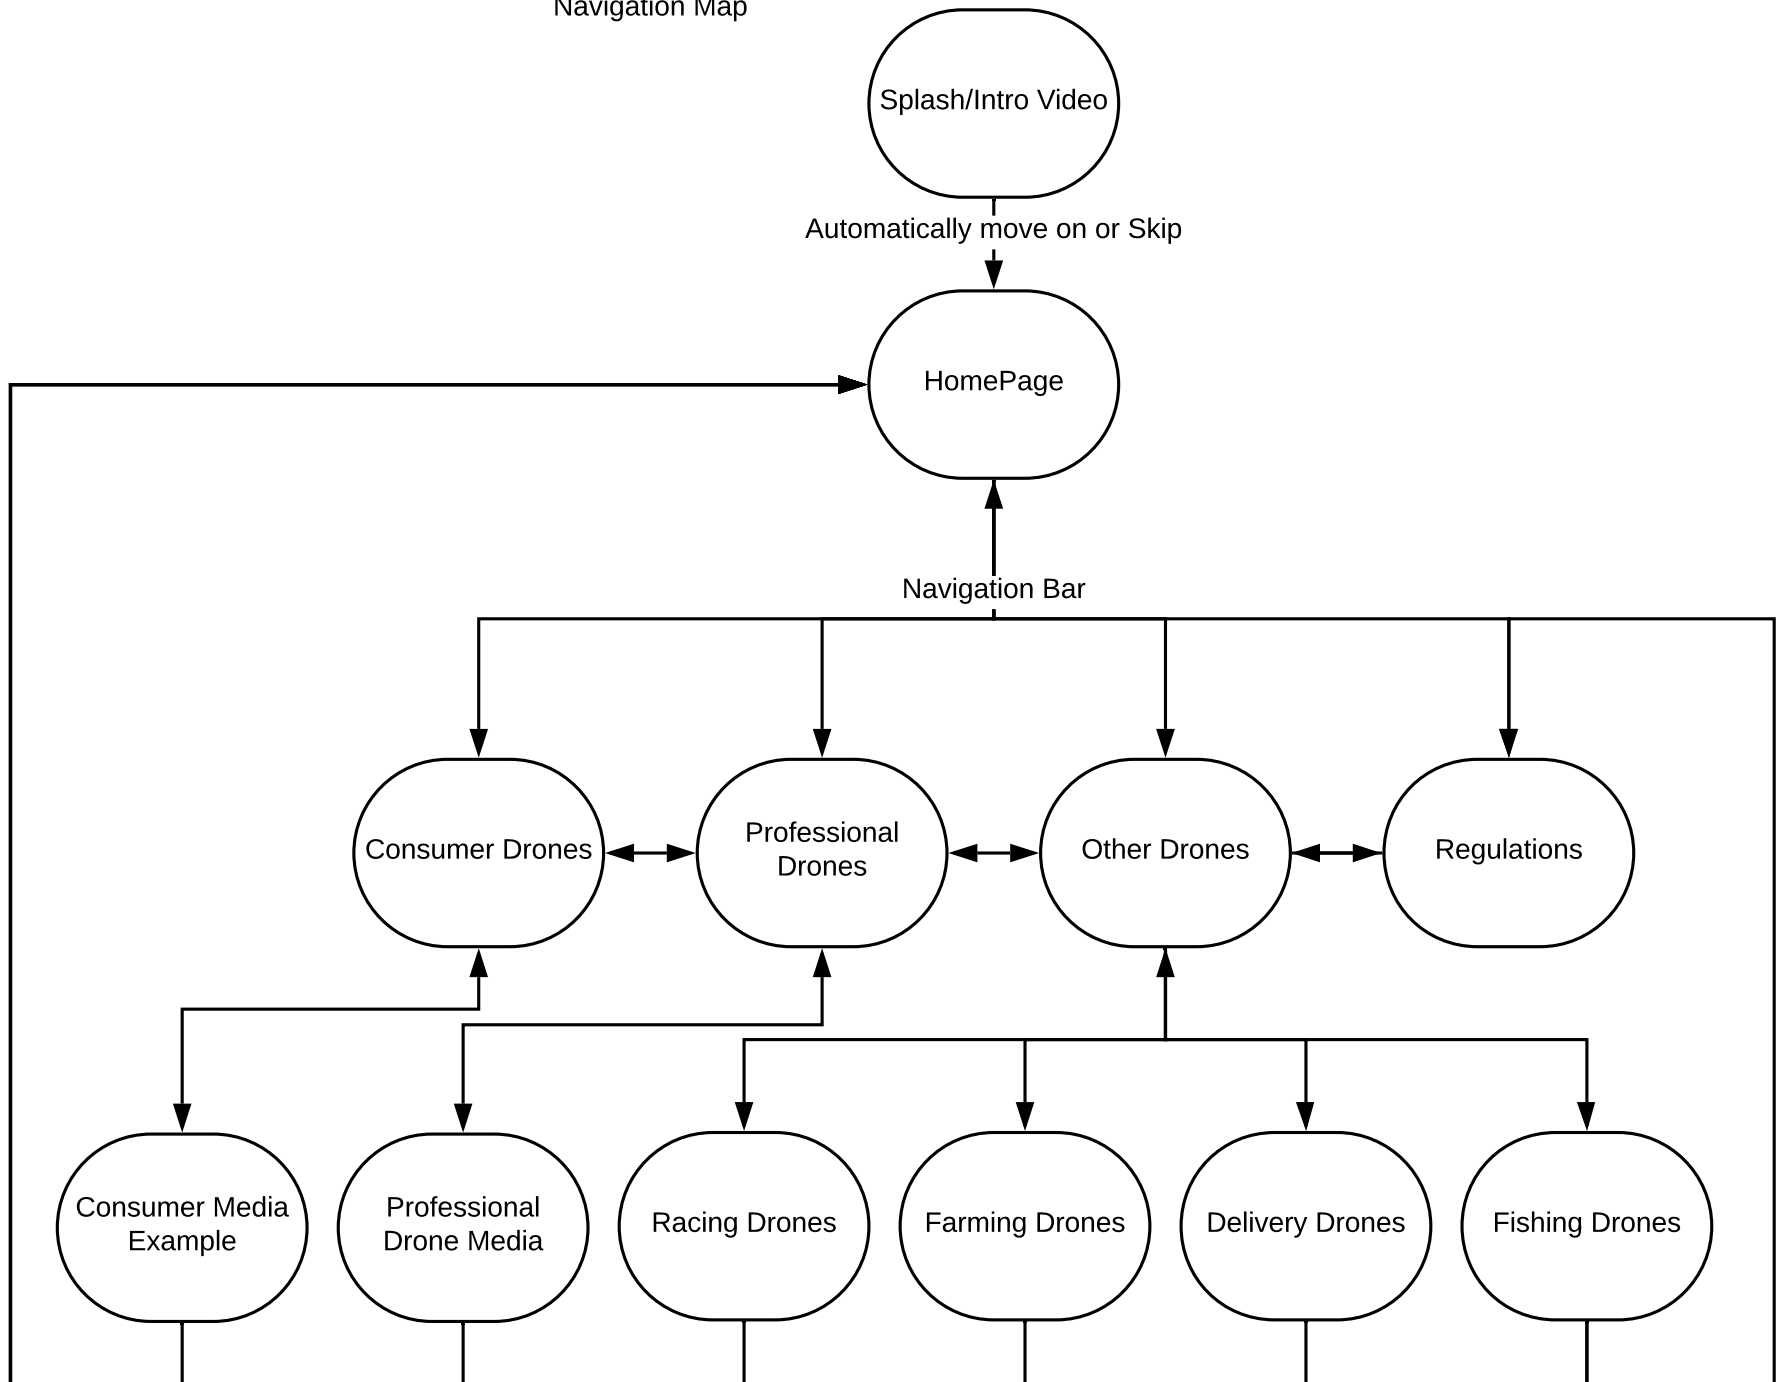 Navigation Map
Splash/Intro Video
Automatically move on or Skip
HomePage
Navigation Bar
Consumer Drones
Professional
Drones
Other Drones
Regulations
Consumer Media
Example
Professional
Drone Media
Racing Drones
Farming Drones
Delivery Drones
Fishing Drones